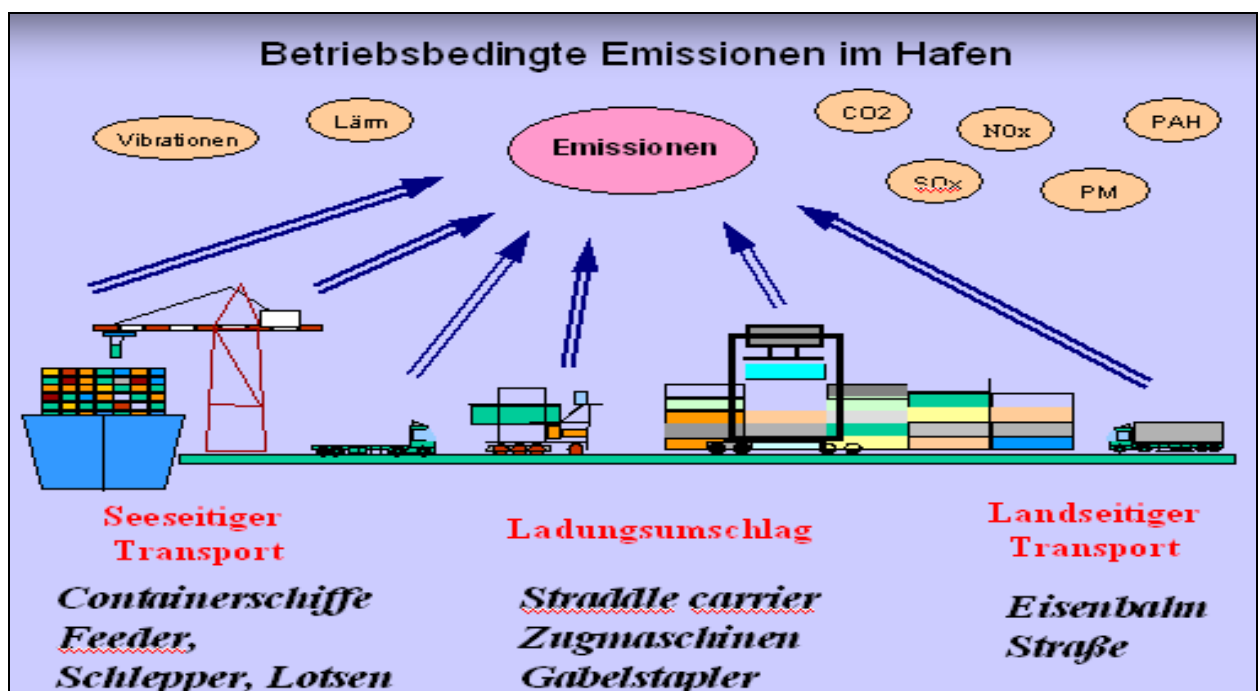 Betriebsbedingte Emissionen im Hafen
Vibrationen
Lärm
Emissionen
CO2
NOx
PAH
SOx
PM
Seeseitiger
Transport
Ladungsumschlag
Landseitiger
Transport
Containerschiffe
Feeder,
Schlepper, Lotsen
Straddle carrier
Zugmaschinen
Gabelstapler
Eisenbahn
Straße